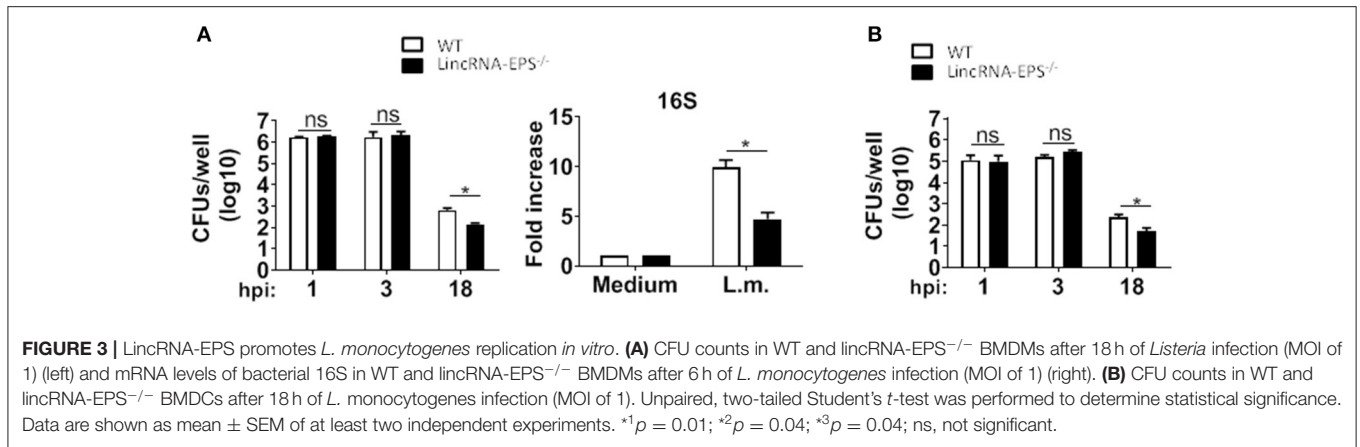 A
WT
LincRNA-EPS-/-
B
WT
LincRNA-EPS-/-
CFUs/well
(log10)
7
6
5
4
3
2
1
0
ns
ns
*
hpi: 1 3 18
16S
Fold increase
15
10
5
0
*
Medium L.m.
CFUs/well
(log10)
7
6
5
4
3
2
1
0
ns
ns
*
hpi: 1 3 18
FIGURE 3 | LincRNA-EPS promotes L. monocytogenes replication in vitro. (A) CFU counts in WT and lincRNA-EPS−/− BMDMs after 18 h of Listeria infection (MOI of
1) (left) and mRNA levels of bacterial 16S in WT and lincRNA-EPS−/− BMDMs after 6 h of L. monocytogenes infection (MOI of 1) (right). (B) CFU counts in WT and
lincRNA-EPS−/− BMDCs after 18 h of L. monocytogenes infection (MOI of 1). Unpaired, two-tailed Student's t-test was performed to determine statistical significance.
Data are shown as mean ± SEM of at least two independent experiments. *1p = 0.01; *2p = 0.04; *3p = 0.04; ns, not significant.